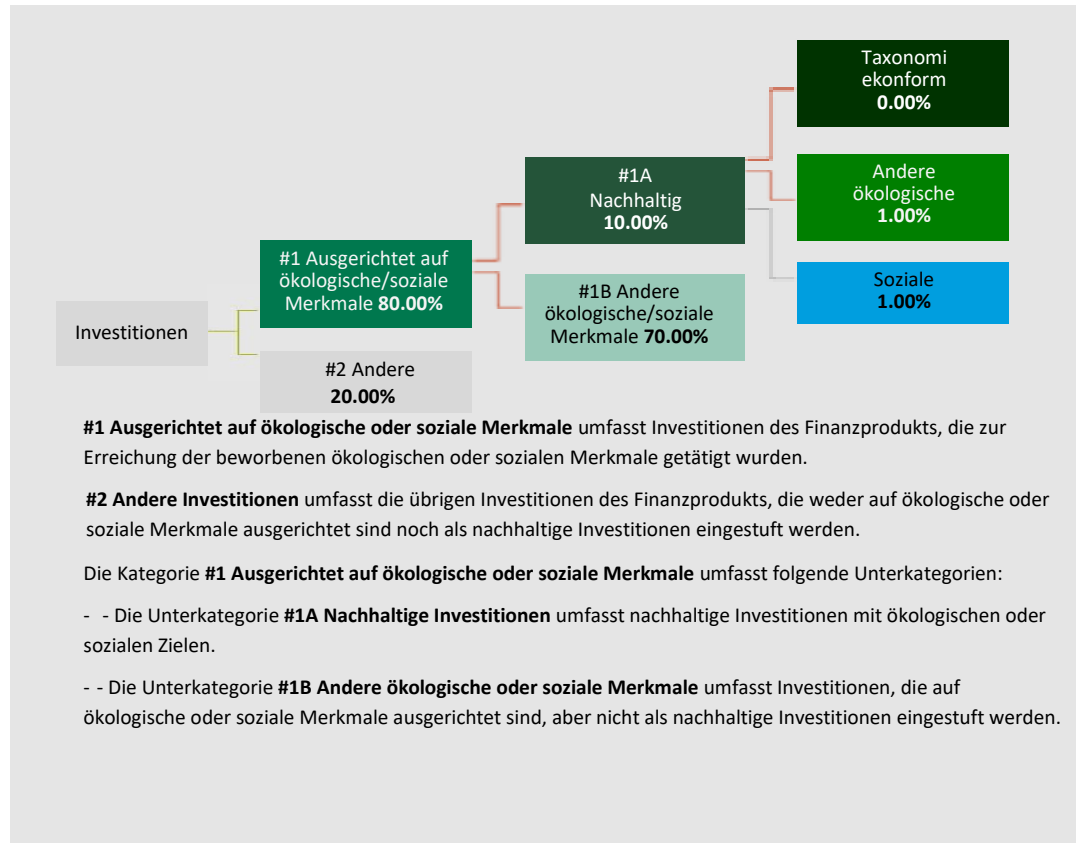 Taxonomi
ekonform
0.00%
#1A
Nachhaltig
10.00%
Andere
ökologische
1.00%
#1 Ausgerichtet auf
ökologische/soziale
Merkmale 80.00%
#1B Andere
ökologische/soziale
Merkmale 70.00%
Soziale
1.00%
Investitionen
#2 Andere
20.00%
#1 Ausgerichtet auf ökologische oder soziale Merkmale umfasst Investitionen des Finanzprodukts, die zur
Erreichung der beworbenen ökologischen oder sozialen Merkmale getätigt wurden.
#2 Andere Investitionen umfasst die übrigen Investitionen des Finanzprodukts, die weder auf ökologische oder
soziale Merkmale ausgerichtet sind noch als nachhaltige Investitionen eingestuft werden.
Die Kategorie #1 Ausgerichtet auf ökologische oder soziale Merkmale umfasst folgende Unterkategorien:
- - Die Unterkategorie #1A Nachhaltige Investitionen umfasst nachhaltige Investitionen mit ökologischen oder
sozialen Zielen.
- - Die Unterkategorie #1B Andere ökologische oder soziale Merkmale umfasst Investitionen, die auf
ökologische oder soziale Merkmale ausgerichtet sind, aber nicht als nachhaltige Investitionen eingestuft werden.